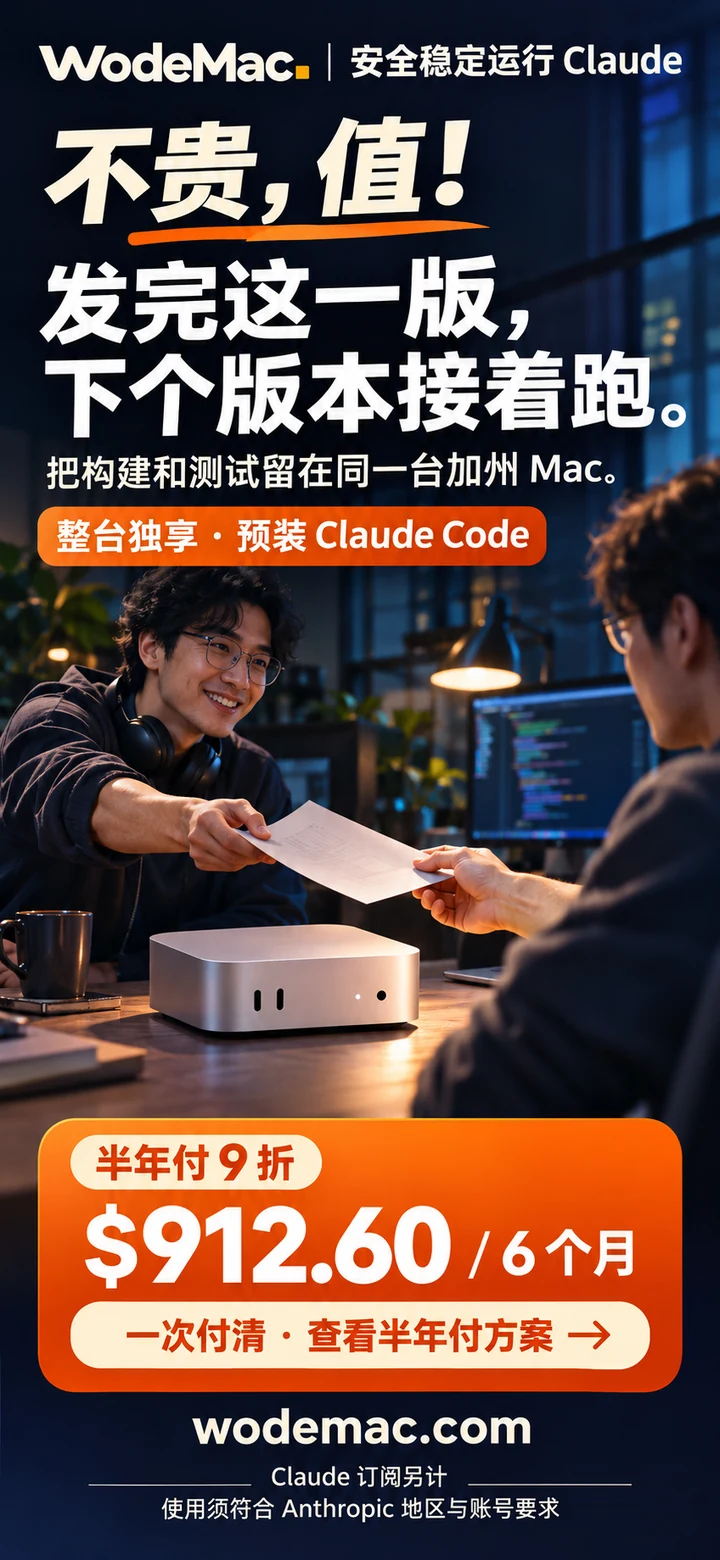 WodeMac. | 安全稳定运行 Claude
不贵，值！
发完这一版，
下个版本接着跑。
把构建和测试留在同一台加州 Mac。
整台独享 · 预装 Claude Code
半年付 9 折
$912.60 / 6 个月
一次付清 · 查看半年付方案 →
wodemac.com
Claude 订阅另计
使用须符合 Anthropic 地区与账号要求